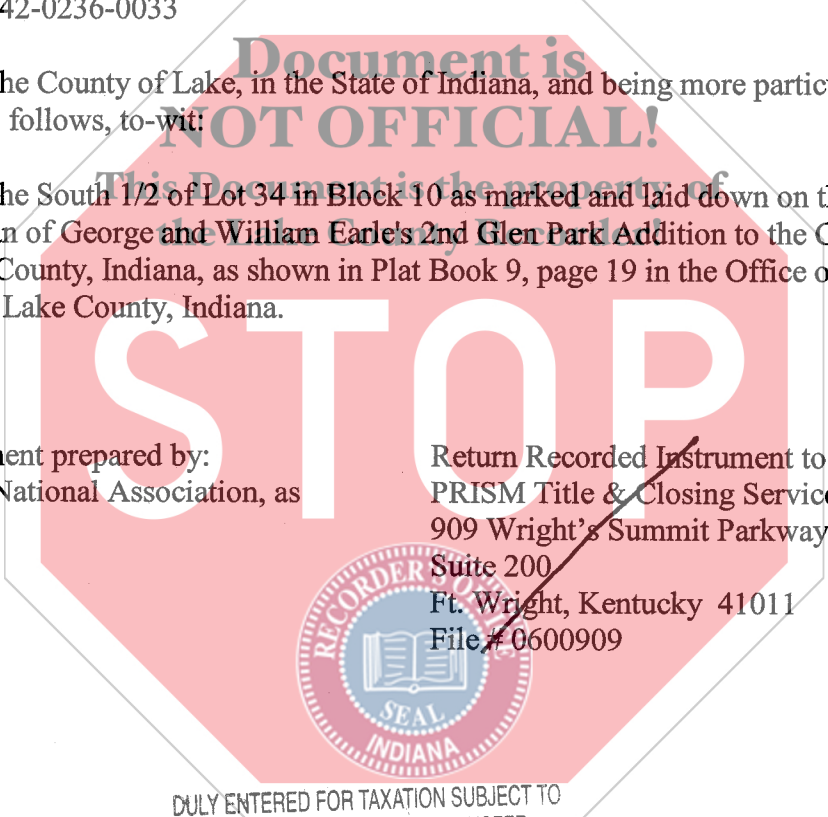 42-0236-0033
Document is
he County of Lake, in the State of Indiana, and being more partic
follows, to-wit:
NOT OFFICIAL!
This Document is the property of
he South 1/2 of Lot 34 in Block 10 as marked and laid down on t
the Lake County Recorder!
n of George and William Earle's 2nd Glen Park Addition to the C
County, Indiana, as shown in Plat Book 9, page 19 in the Office o
Lake County, Indiana.
STOP
ent prepared by:
National Association, as
Return Recorded Instrument to
PRISM Title & Closing Service
909 Wright's Summit Parkway
Suite 200
Ft. Wright, Kentucky 41011
File # 0600909
RECORDER'S OFFICE
SEAL
INDIANA
DULY ENTERED FOR TAXATION SUBJECT TO